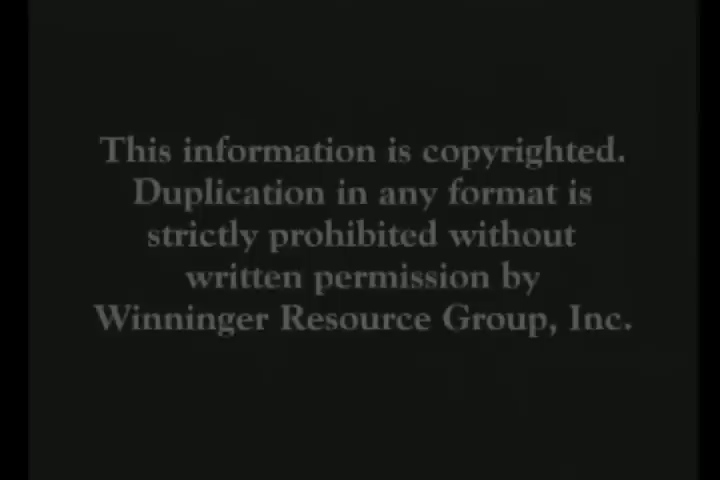 This information is copyrighted.
Duplication in any format is
strictly prohibited without
written permission by
Winninger Resource Group, Inc.